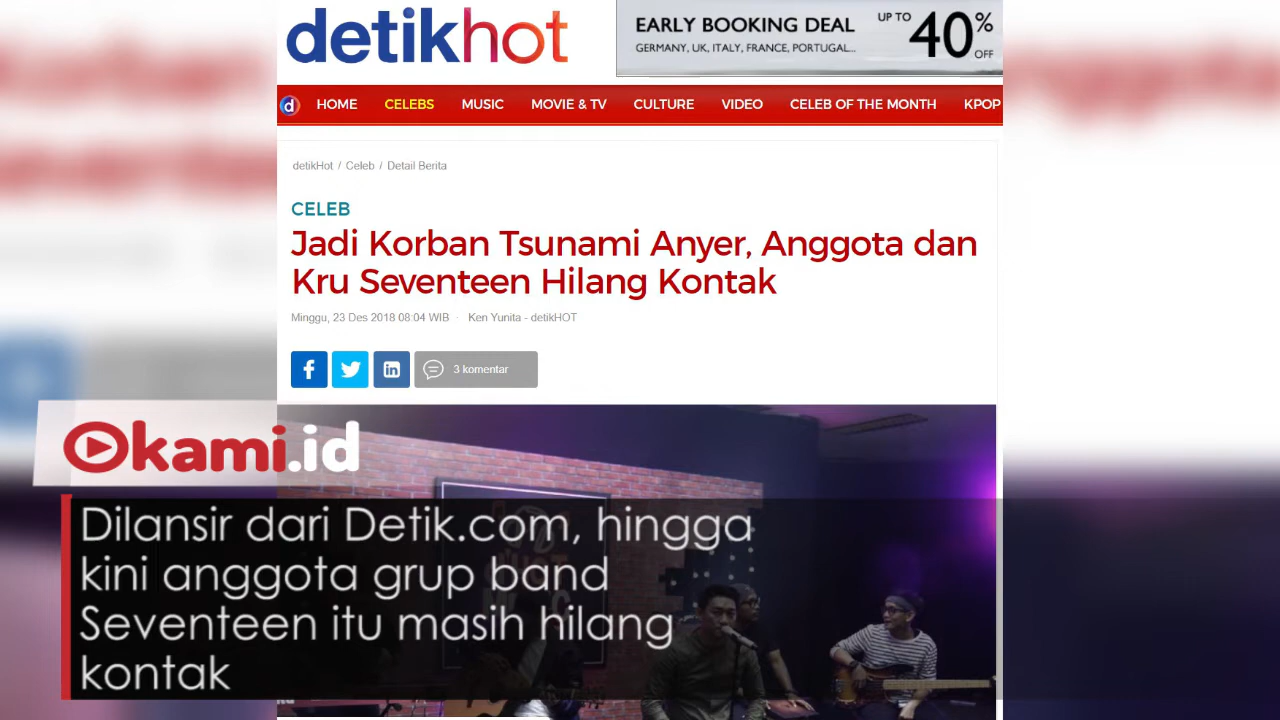 detikhot
EARLY BOOKING DEAL
GERMANY, UK, ITALY, FRANCE, PORTUGAL...
UP TO 40% OFF
d HOME CELEBS MUSIC MOVIE & TV CULTURE VIDEO CELEB OF THE MONTH KPOP
detikHot / Celeb / Detail Berita
CELEB
Jadi Korban Tsunami Anyer, Anggota dan
Kru Seventeen Hilang Kontak
Minggu, 23 Des 2018 08:04 WIB - Ken Yunita - detikHOT
3 komentar
Okami.id
Dilansir dari Detik.com, hingga
kini anggota grup band
Seventeen itu masih hilang
kontak